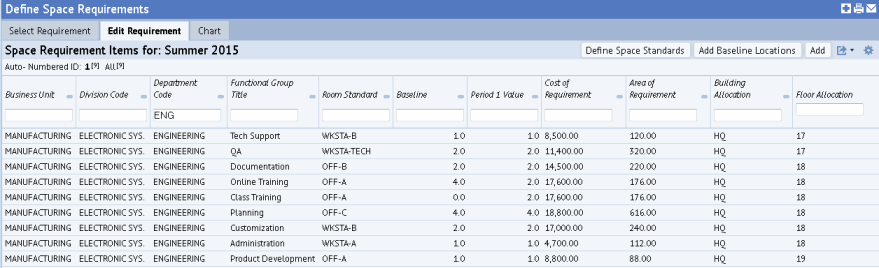 Define Space Requirements
Select Requirement Edit Requirement Chart
Space Requirement Items for: Summer 2015 Define Space Standards Add Baseline Locations Add
Auto- Numbered ID: 1[9] All[9]
Business Unit Division Code Department Code Functional Group Title Room Standard Baseline Period 1 Value Cost of Requirement Area of Requirement Building Allocation Floor Allocation
ENG
MANUFACTURING ELECTRONIC SYS. ENGINEERING Tech Support WKSTA-B 1.0 1.0 8,500.00 120.00 HQ 17
MANUFACTURING ELECTRONIC SYS. ENGINEERING QA WKSTA-TECH 2.0 2.0 11,400.00 320.00 HQ 17
MANUFACTURING ELECTRONIC SYS. ENGINEERING Documentation OFF-B 2.0 2.0 14,500.00 220.00 HQ 18
MANUFACTURING ELECTRONIC SYS. ENGINEERING Online Training OFF-A 4.0 2.0 17,600.00 176.00 HQ 18
MANUFACTURING ELECTRONIC SYS. ENGINEERING Class Training OFF-A 0.0 2.0 17,600.00 176.00 HQ 18
MANUFACTURING ELECTRONIC SYS. ENGINEERING Planning OFF-C 4.0 4.0 18,800.00 616.00 HQ 18
MANUFACTURING ELECTRONIC SYS. ENGINEERING Customization WKSTA-B 2.0 2.0 17,000.00 240.00 HQ 18
MANUFACTURING ELECTRONIC SYS. ENGINEERING Administration WKSTA-A 1.0 1.0 4,700.00 112.00 HQ 18
MANUFACTURING ELECTRONIC SYS. ENGINEERING Product Development OFF-A 1.0 1.0 8,800.00 88.00 HQ 19